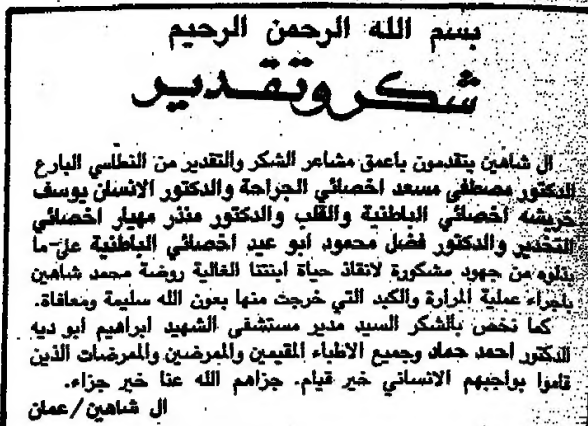 بسم الله الرحمن الرحيم
شكر وتقدير
ال شاهين يتقدمون باعمق مشاعر الشكر والتقدير من النطاسي البارع
الدكتور مصطفى مسعد اخصائي الجراحة والدكتور الانسان يوسف
خريشه اخصائي الباطنية والقلب والدكتور منذر مهيار اخصائي
التخدير والدكتور فضل محمود ابو عيد اخصائي الباطنية على ما
بذلوه من جهود مشكورة لانقاذ حياة ابنتنا الغالية روضة محمد شاهين
باجراء عملية المرارة والكبد التي خرجت منها بعون الله سليمة ومعافاة.
كما نخص بالشكر السيد مدير مستشفى الشهيد ابراهيم ابو ديه
الدكتور احمد حماد وجميع الاطباء المقيمين والممرضين والممرضات الذين
قاموا بواجبهم الانساني خير قيام. جزاهم الله عنا خير جزاء.
ال شاهين/عمان